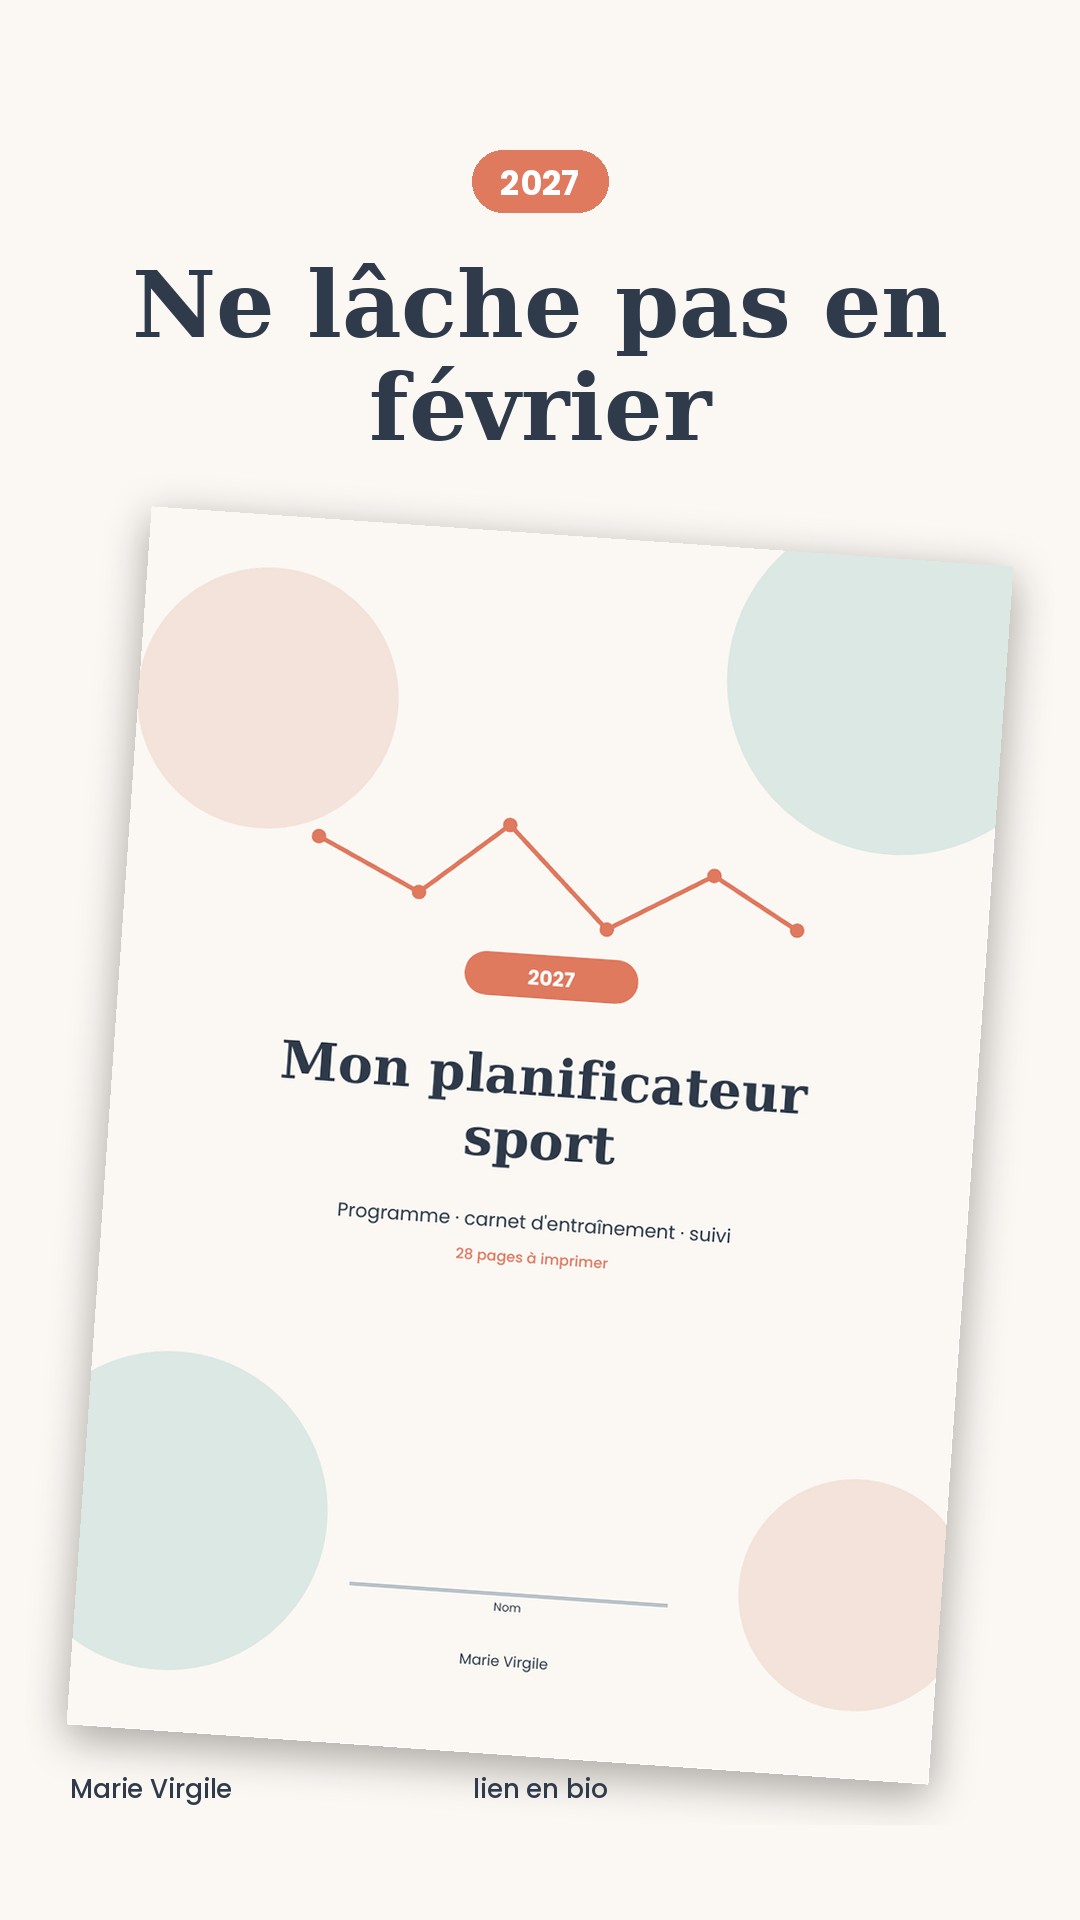 2027
Ne lâche pas en
février
2027
Mon planificateur
sport
Programme · carnet d'entraînement · suivi
28 pages à imprimer
Nom
Marie Virgile
Marie Virgile
lien en bio